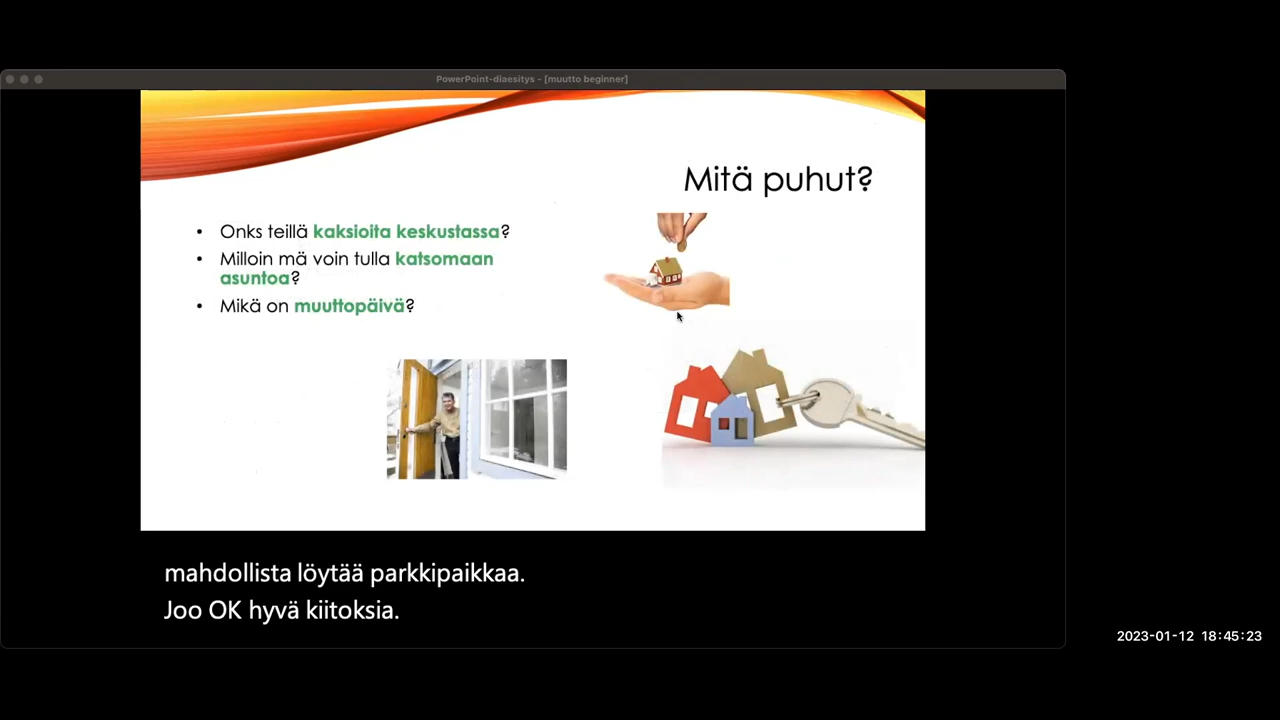 PowerPoint-diaesitys - [muutto beginner]
Mitä puhut?
• Onks teillä kaksioita keskustassa?
• Milloin mä voin tulla katsomaan
asuntoa?
• Mikä on muuttopäivä?
mahdollista löytää parkkipaikkaa.
Joo OK hyvä kiitoksia.
2023-01-12 18:45:23